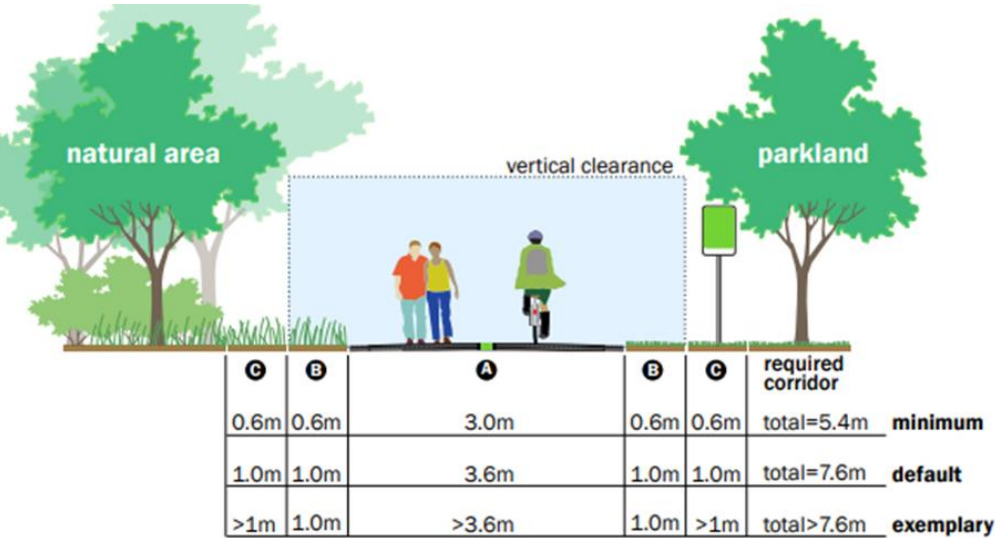 natural area
vertical clearance
parkland
C B A B C required
corridor
0.6m 0.6m 3.0m 0.6m 0.6m total=5.4m minimum
1.0m 1.0m 3.6m 1.0m 1.0m total=7.6m default
>1m 1.0m >3.6m 1.0m >1m total>7.6m exemplary